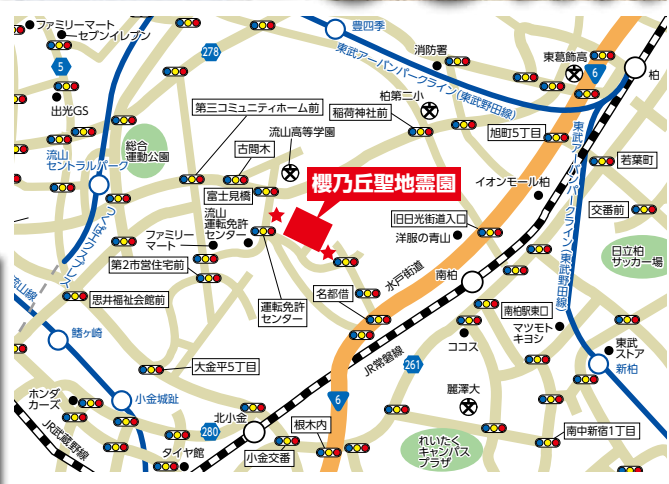 ファミリーマート
セブンイレブン
豊四季
東武アーバンパークライン(東武野田線)
消防署
東葛飾高
6
柏
278
5
出光GS
第三コミュニティホーム前
柏第二小
稲荷神社前
旭町5丁目
東武アーバンパークライン(東武野田線)
若葉町
総合
運動公園
流山
セントラルパーク
古間木
流山高等学園
櫻乃丘聖地霊園
イオンモール柏
交番前
富士見橋
流山
運転免許
センター
ファミリー
マート
旧日光街道入口
洋服の青山
日立柏
サッカー場
つくばエクスプレス
第2市営住宅前
水戸街道
南柏
流山線
思井福祉会館前
運転免許
センター
名都借
南柏駅東口
マツモト
キヨシ
ココス
鰭ヶ崎
東武
ストア
新柏
大金平5丁目
JR常磐線
261
ホンダ
カーズ
小金城趾
6
麗澤大
北小金
280
根木内
JR武蔵野線
タイヤ館
小金交番
れいたく
キャンパス
プラザ
南中新宿1丁目